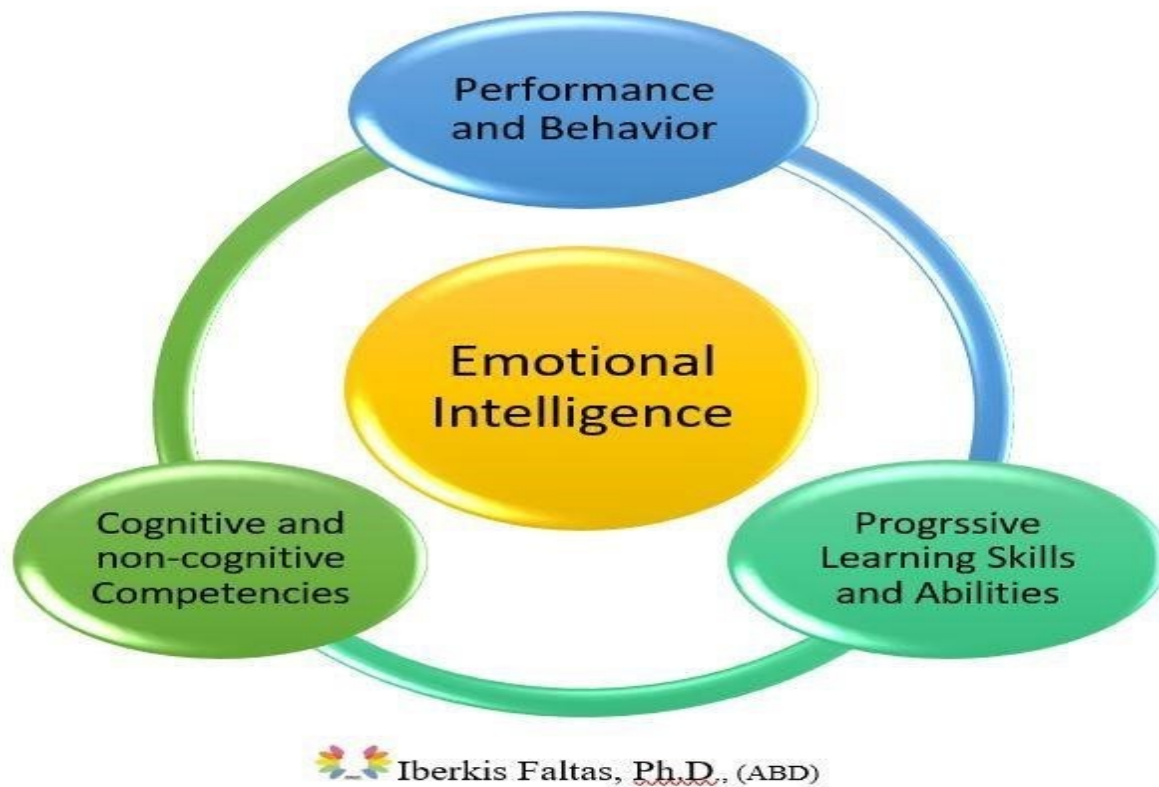 Performance
and Behavior
Emotional
Intelligence
Cognitive and
non-cognitive
Competencies
Progrssive
Learning Skills
and Abilities
Iberkis Faltas, Ph.D., (ABD)